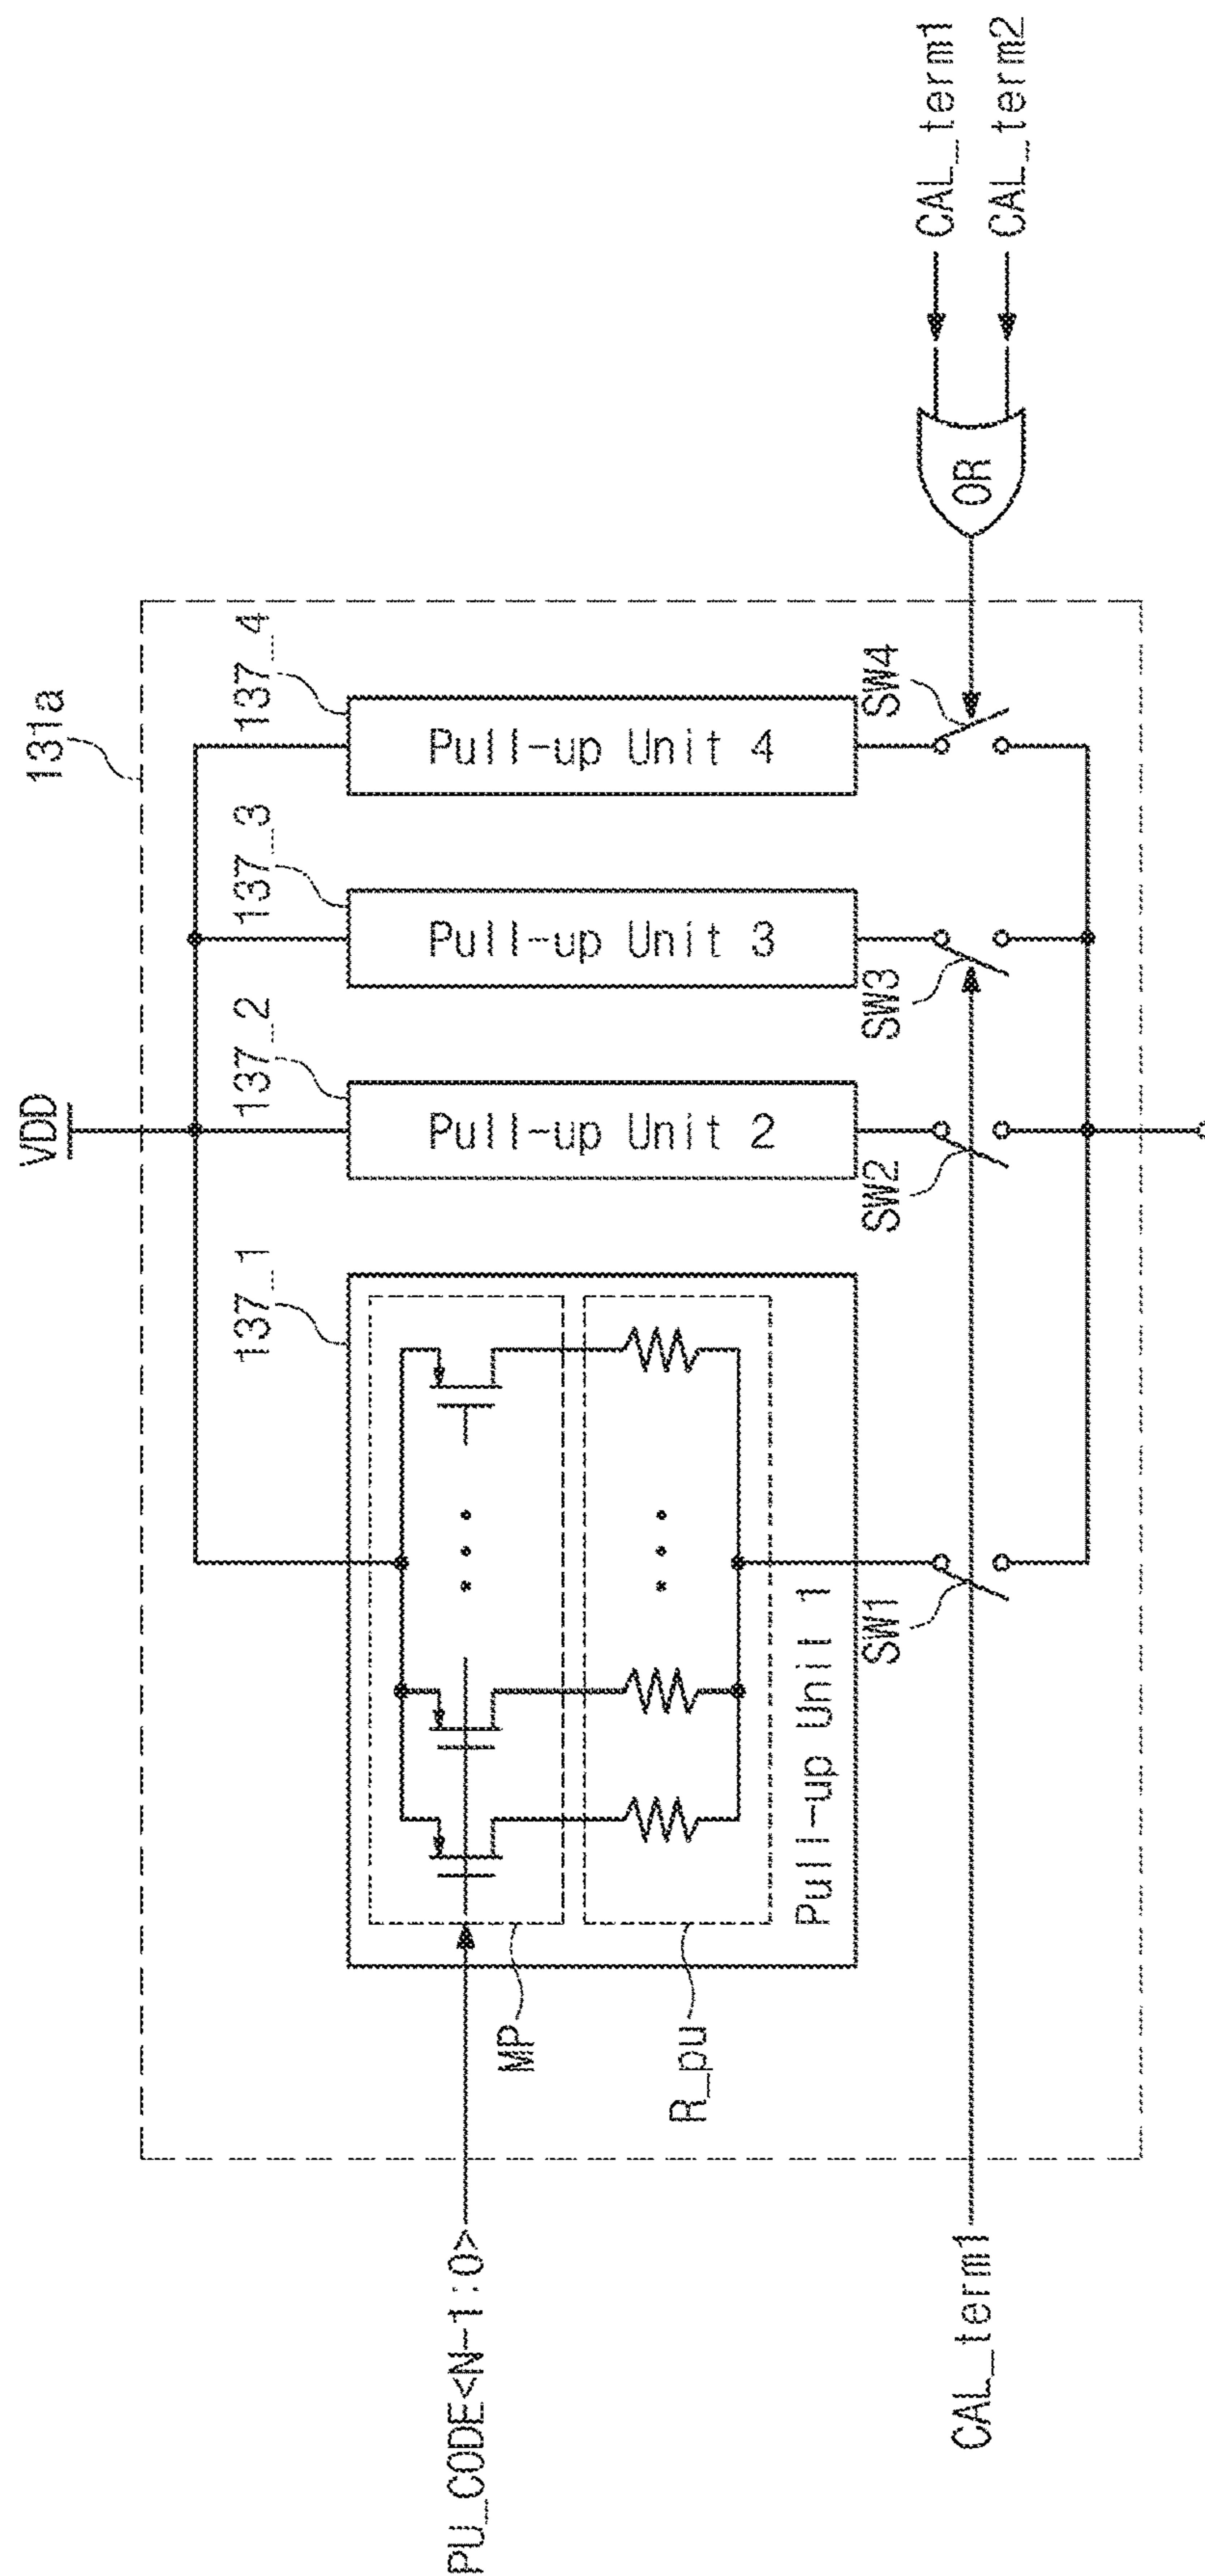 131a
VDD
137_1
137_2
137_3
137_4
PU_CODE<N-1:0>
MP
R_pu
Pull-up Unit 1
Pull-up Unit 2
Pull-up Unit 3
Pull-up Unit 4
SW1
SW2
SW3
SW4
CAL_term1
OR
CAL_term1
CAL_term2